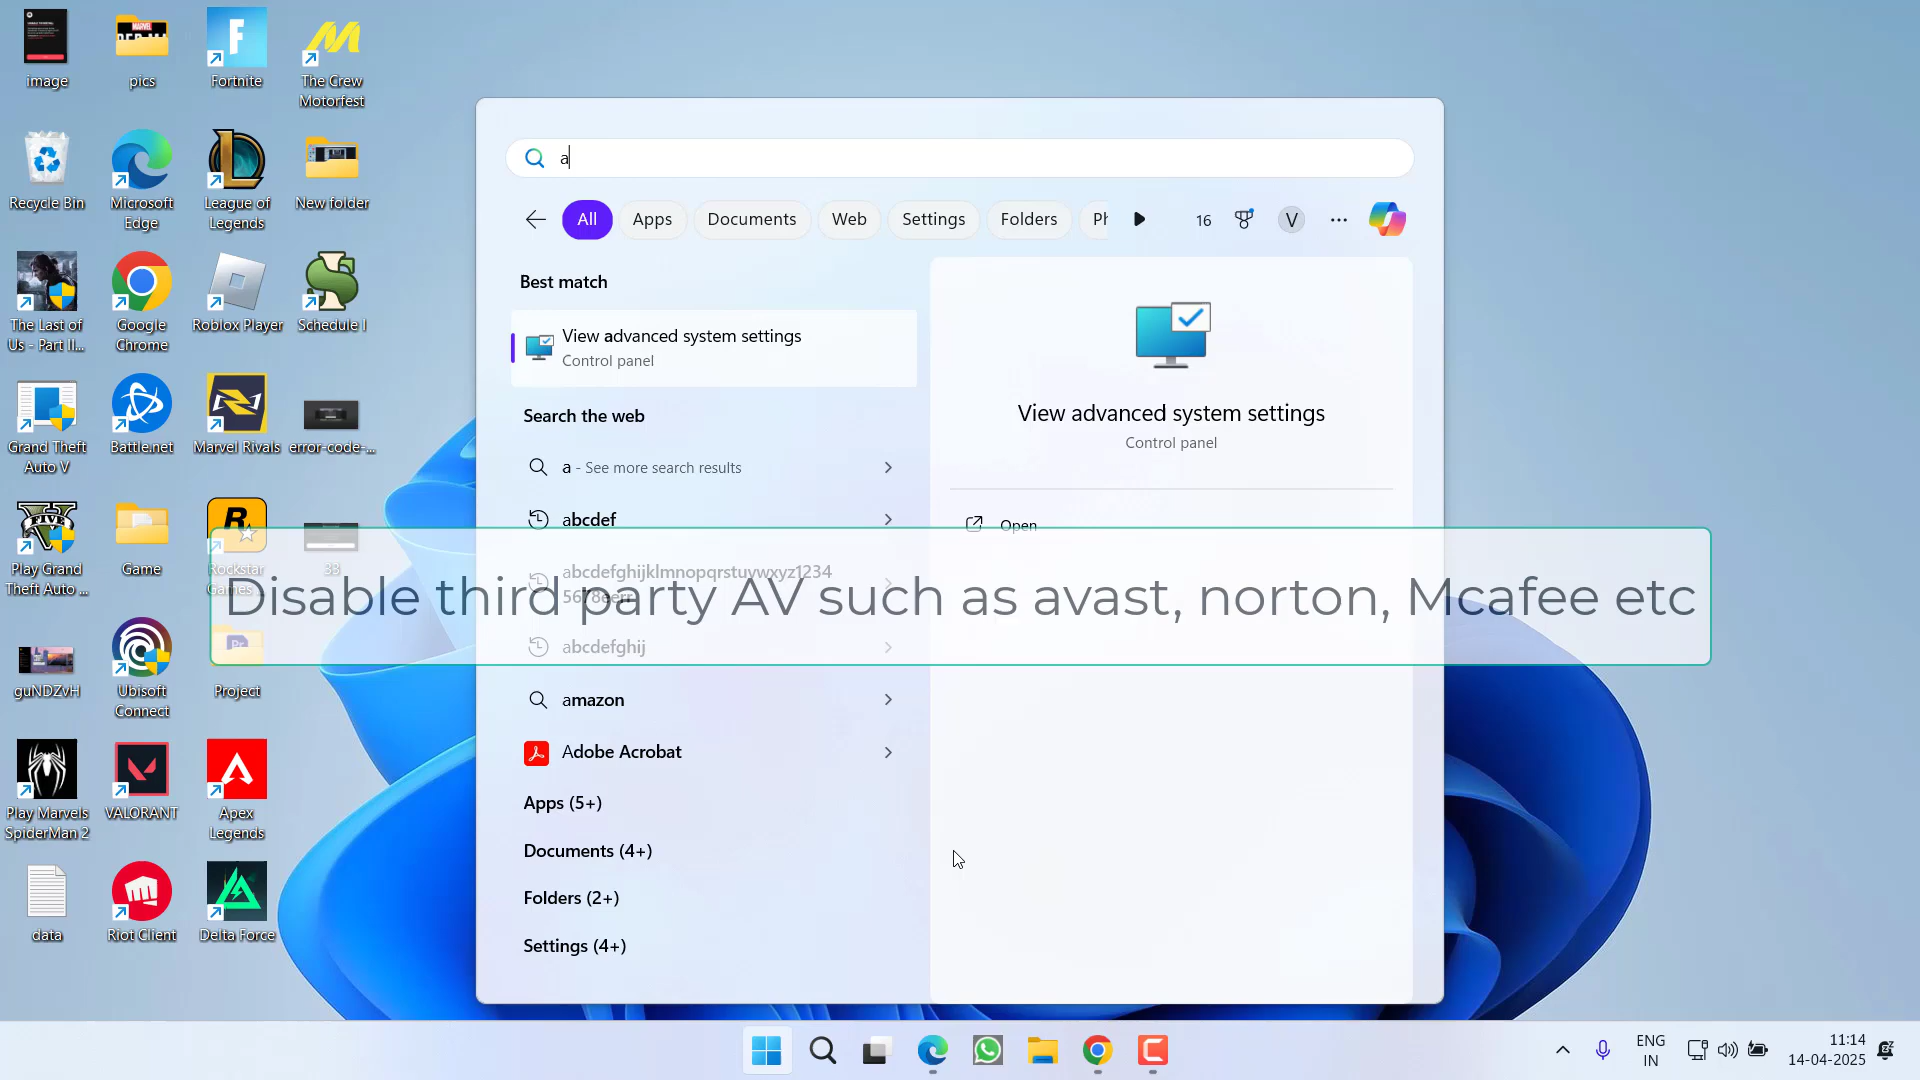 image
pics
Fortnite
The Crew
Motorfest
Recycle Bin
Microsoft
Edge
League of
Legends
New folder
The Last of
Us - Part II...
Google
Chrome
Roblox Player
Schedule I
Grand Theft
Auto V
Battle.net
Marvel Rivals
error-code-...
Play Grand
Theft Auto ...
Game
Rockstar
Games ...
33
guNDZvH
Ubisoft
Connect
Project
Play Marvels
SpiderMan 2
VALORANT
Apex
Legends
data
Riot Client
Delta Force
a
All
Apps
Documents
Web
Settings
Folders
Ph
16
V
Best match
View advanced system settings
Control panel
Search the web
a - See more search results
abcdef
abcdefghijklmnopqrstuvwxyz1234
5678eerr
abcdefghij
amazon
Adobe Acrobat
Apps (5+)
Documents (4+)
Folders (2+)
Settings (4+)
View advanced system settings
Control panel
Open
Disable third party AV such as avast, norton, Mcafee etc
ENG
IN
11:14
14-04-2025